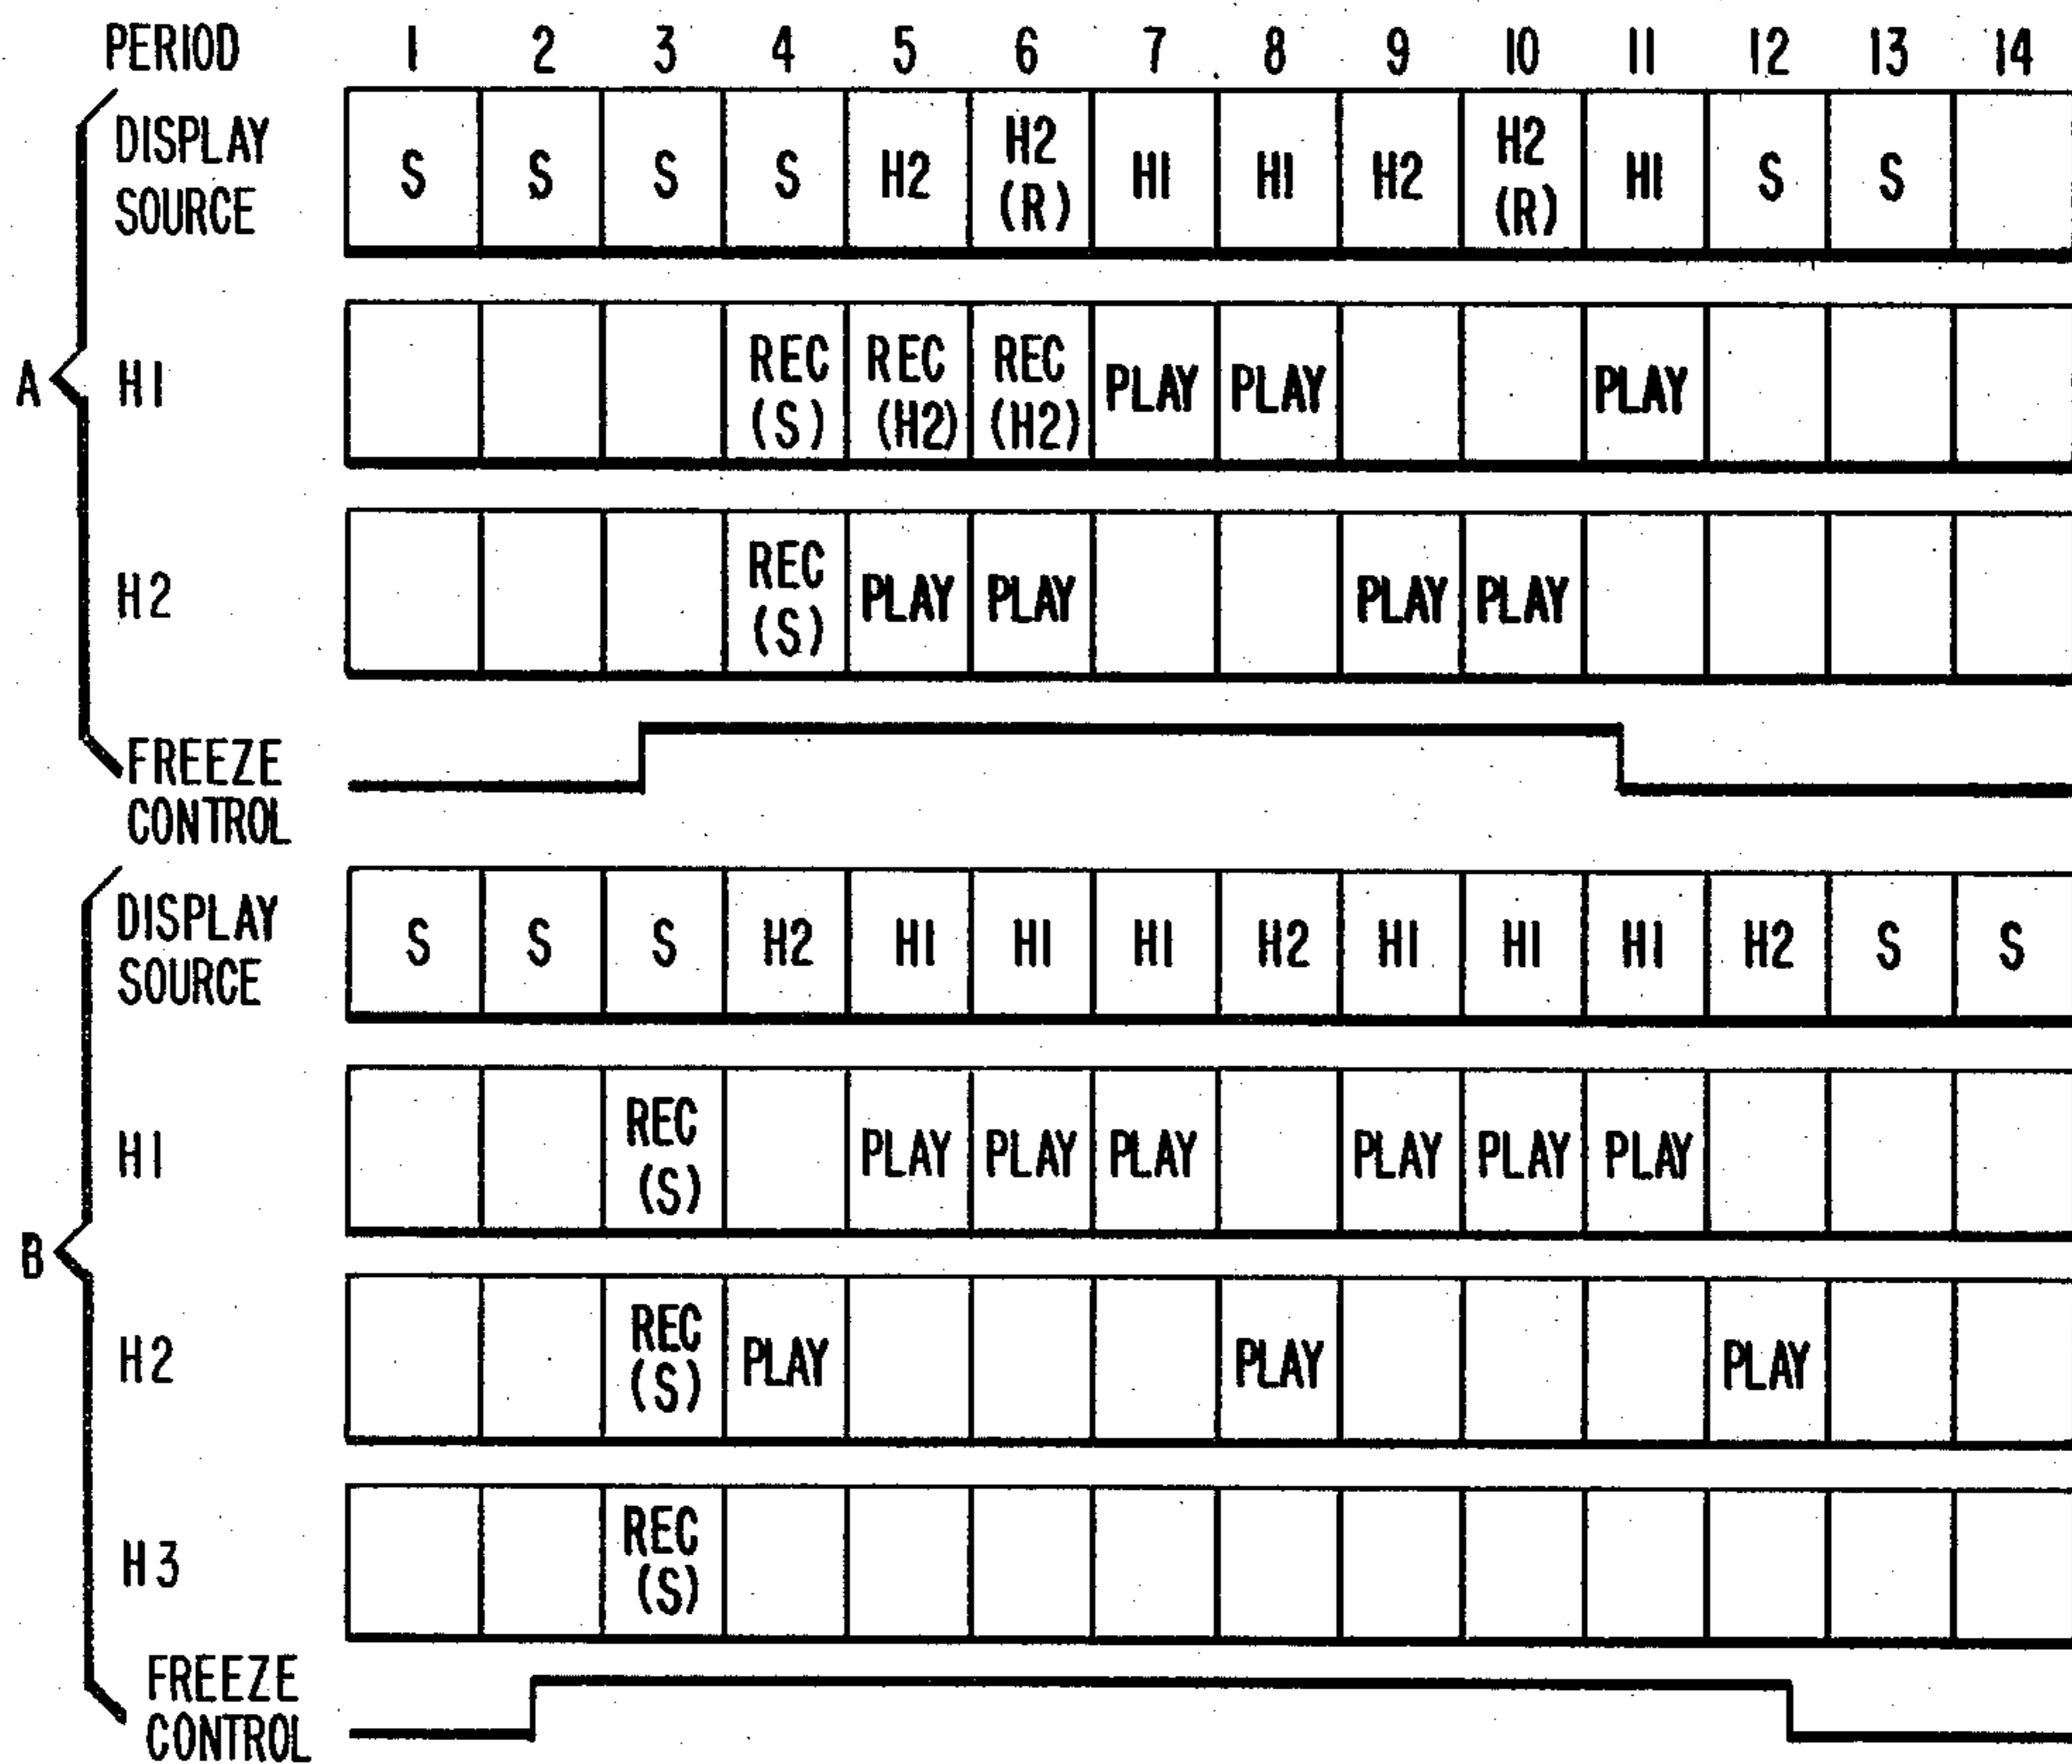 PERIOD 1 2 3 4 5 6 7 8 9 10 11 12 13 14
A
DISPLAY SOURCE S S S S H2 H2 (R) H1 H1 H2 H2 (R) H1 S S
H1 REC (S) REC (H2) REC (H2) PLAY PLAY PLAY
H2 REC (S) PLAY PLAY PLAY PLAY
FREEZE CONTROL
B
DISPLAY SOURCE S S S H2 H1 H1 H1 H2 H1 H1 H1 H2 S S
H1 REC (S) PLAY PLAY PLAY PLAY PLAY PLAY
H2 REC (S) PLAY PLAY PLAY
H3 REC (S)
FREEZE CONTROL